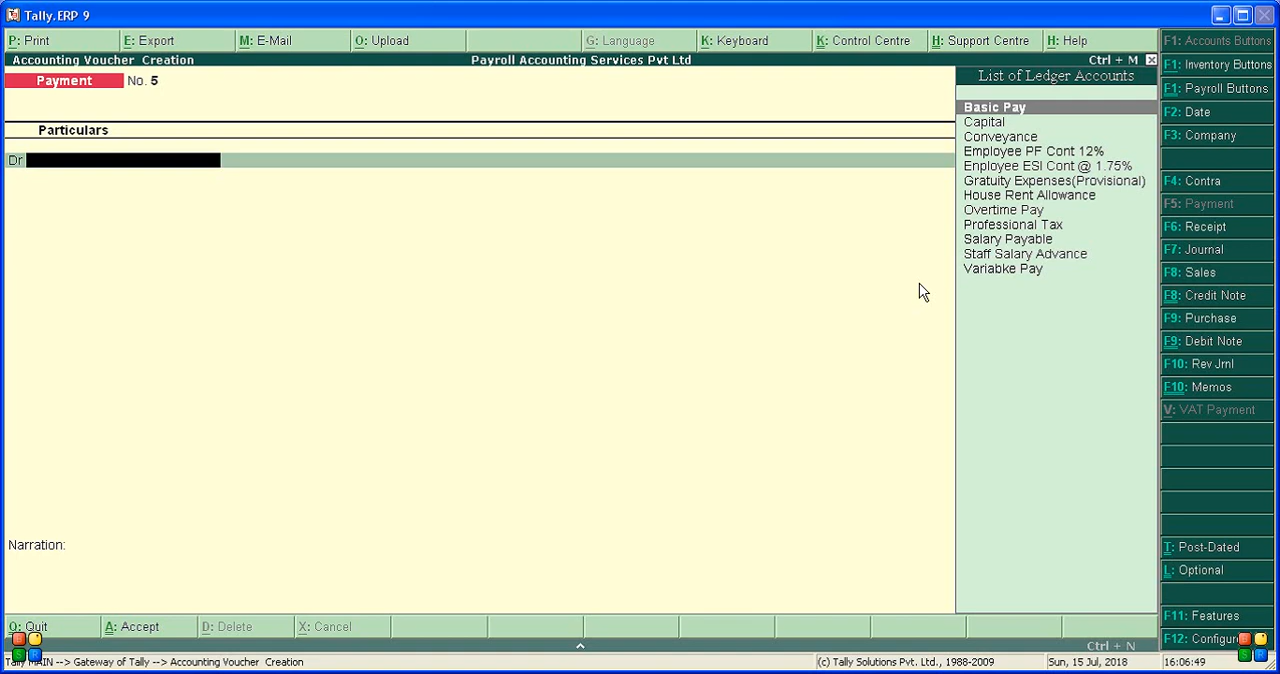 Tally.ERP 9
P: Print E: Export M: E-Mail O: Upload G: Language K: Keyboard K: Control Centre H: Support Centre H: Help
Accounting Voucher Creation Payroll Accounting Services Pvt Ltd Ctrl + M
Payment No. 5
Particulars
Dr
List of Ledger Accounts
Basic Pay
Capital
Conveyance
Employee PF Cont 12%
Enployee ESI Cont @ 1.75%
Gratuity Expenses(Provisional)
House Rent Allowance
Overtime Pay
Professional Tax
Salary Payable
Staff Salary Advance
Variabke Pay
F1: Accounts Buttons
F1: Inventory Buttons
F1: Payroll Buttons
F2: Date
F3: Company
F4: Contra
F5: Payment
F6: Receipt
F7: Journal
F8: Sales
F8: Credit Note
F9: Purchase
F9: Debit Note
F10: Rev Jrnl
F10: Memos
V: VAT Payment
T: Post-Dated
L: Optional
F11: Features
F12: Configure
Narration:
Q: Quit A: Accept D: Delete X: Cancel
Ctrl + N
Tally MAIN --> Gateway of Tally --> Accounting Voucher Creation (c) Tally Solutions Pvt. Ltd., 1988-2009 Sun, 15 Jul, 2018 16:06:49